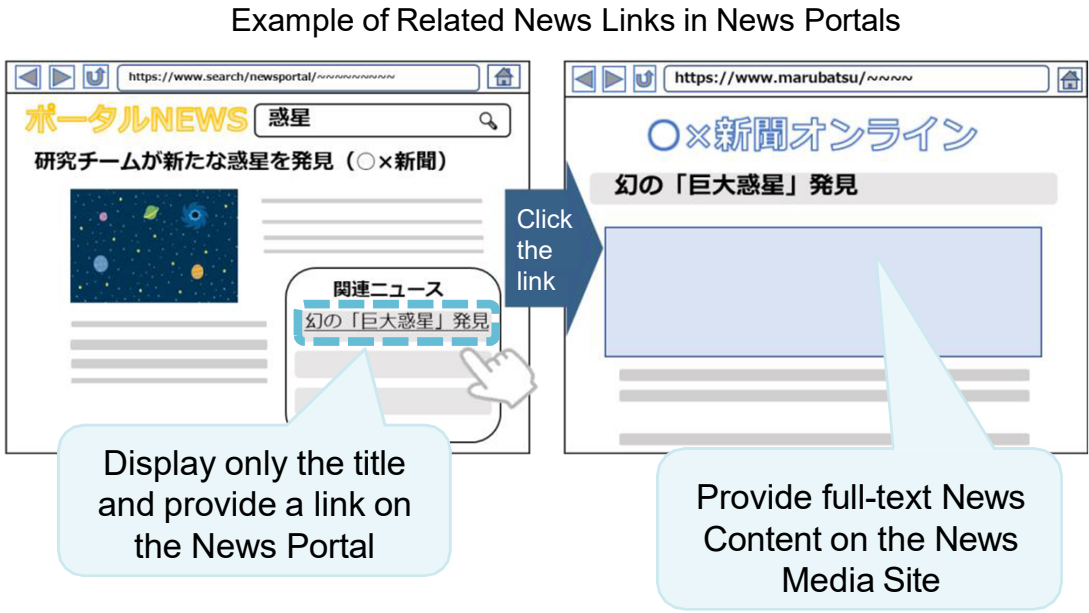 Example of Related News Links in News Portals
https://www.search/newsportal/~~~~~~~~~
ポータルNEWS
惑星
研究チームが新たな惑星を発見（○×新聞）
関連ニュース
幻の「巨大惑星」発見
Display only the title
and provide a link on
the News Portal
Click
the
link
https://www.marubatsu/~~~~
○×新聞オンライン
幻の「巨大惑星」発見
Provide full-text News
Content on the News
Media Site